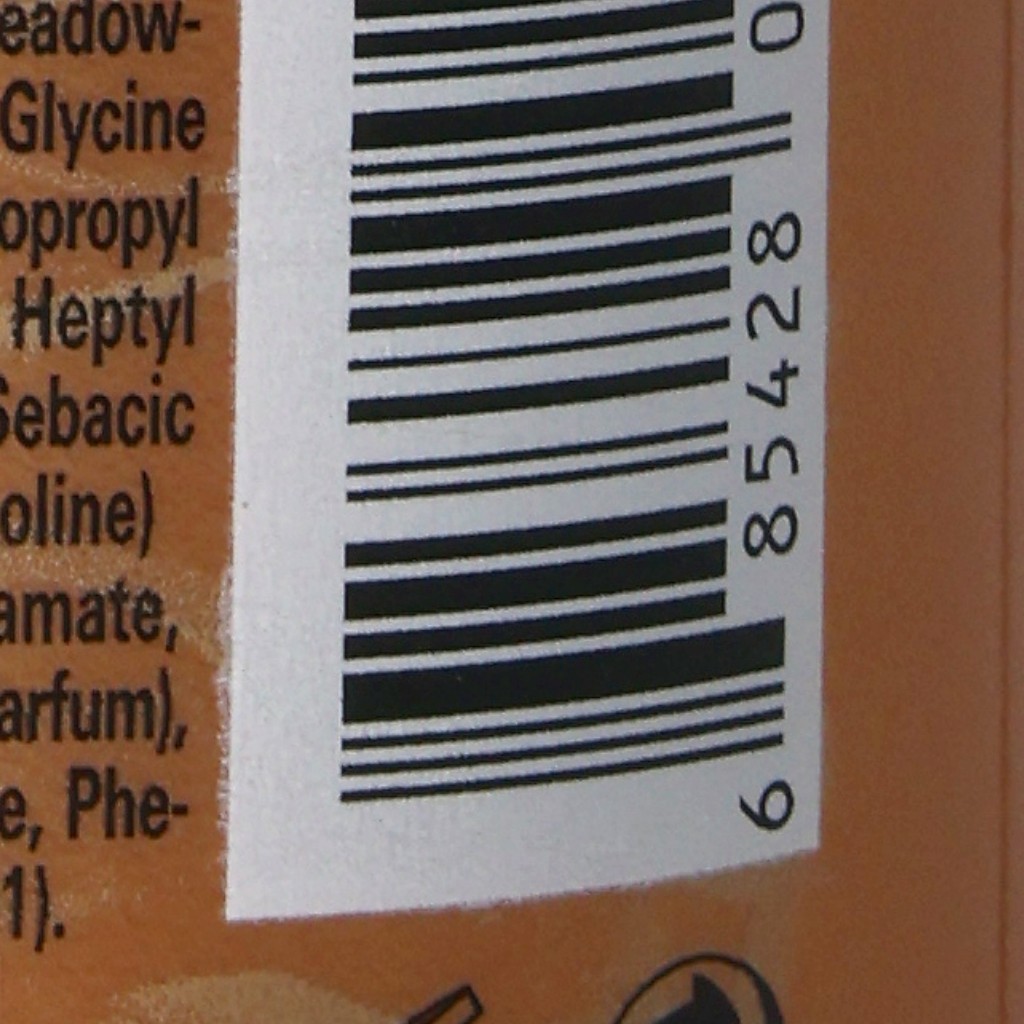 eadow-
Glycine
opropyl
Heptyl
Sebacic
oline)
amate,
arfum),
e, Phe-
1).
6 85428 0